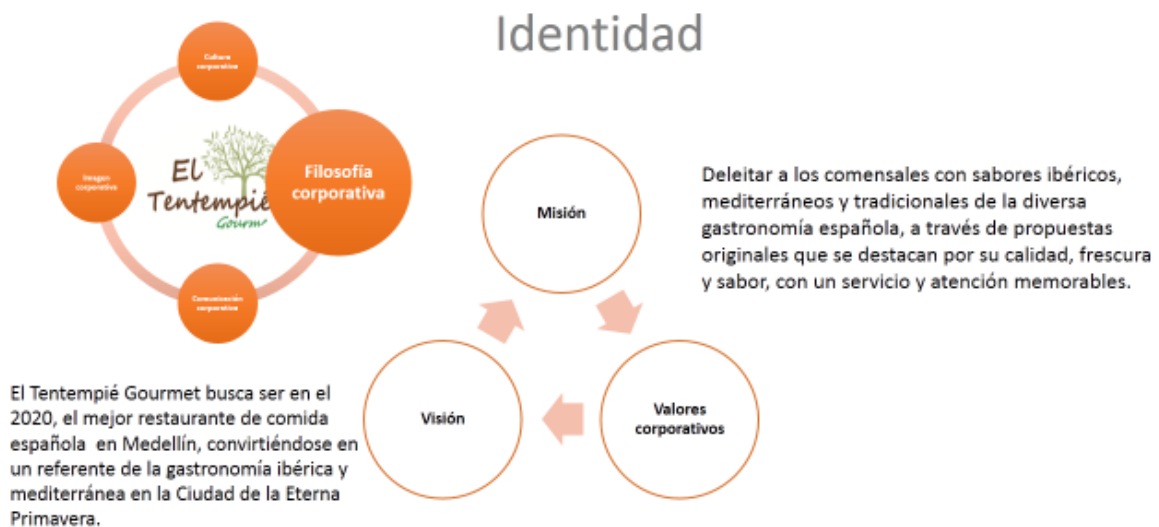 Identidad
Cultura
corporativa
Filosofía
corporativa
Imagen
corporativa
El
Tentempié
Gourm
Comunicación
corporativa
Misión
Deleitar a los comensales con sabores ibéricos,
mediterráneos y tradicionales de la diversa
gastronomía española, a través de propuestas
originales que se destacan por su calidad, frescura
y sabor, con un servicio y atención memorables.
Valores
corporativos
Visión
El Tentempié Gourmet busca ser en el
2020, el mejor restaurante de comida
española en Medellín, convirtiéndose en
un referente de la gastronomía ibérica y
mediterránea en la Ciudad de la Eterna
Primavera.